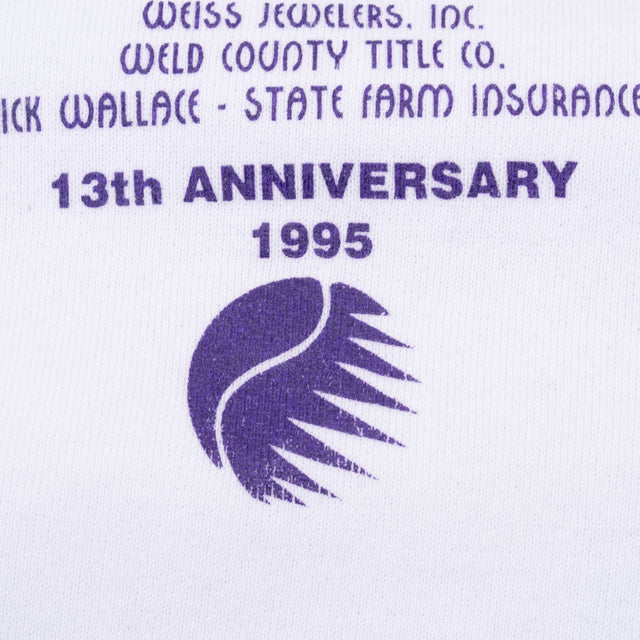 WEISS JEWELERS, INC.
WELD COUNTY TITLE CO.
ICK WALLACE - STATE FARM INSURANCE
13th ANNIVERSARY
1995